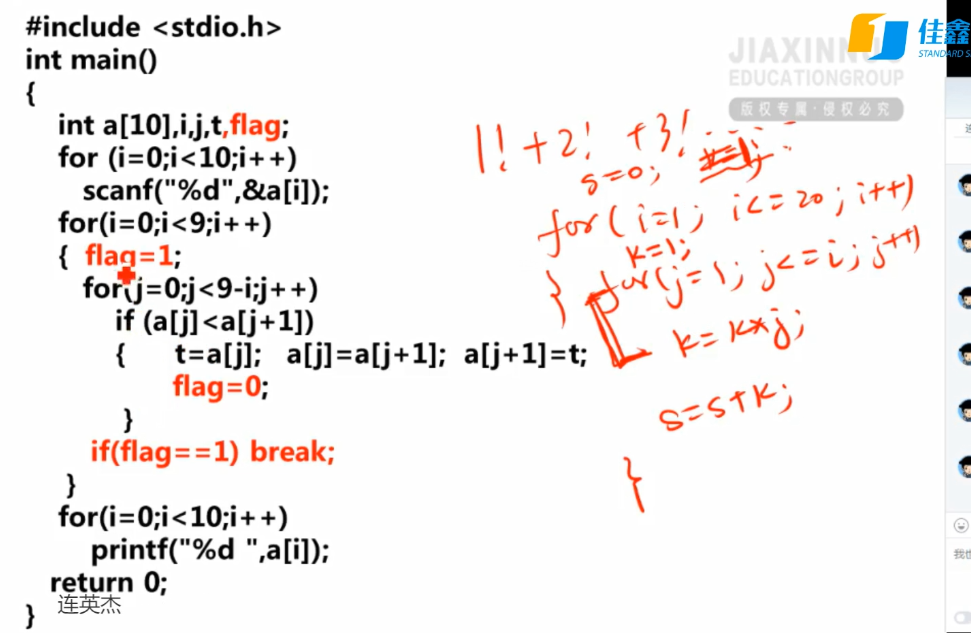 #include <stdio.h>
int main()
{
int a[10],i,j,t,flag;
for (i=0;i<10;i++)
scanf("%d",&a[i]);
for(i=0;i<9;i++)
{ flag=1;
for(j=0;j<9-i;j++)
if (a[j]<a[j+1])
{ t=a[j]; a[j]=a[j+1]; a[j+1]=t;
flag=0;
}
if(flag==1) break;
}
for(i=0;i<10;i++)
printf("%d ",a[i]);
return 0;
}
连英杰
1!+2! +3!
s=0;
for(i=1; i<=20; i++)
k=1;
} for(j=1; j<=i; j++)
k=k*j;
s=s+k;
}
佳鑫
STANDARD S
EDUCATIONGROUP
版权专属·侵权必究
我也